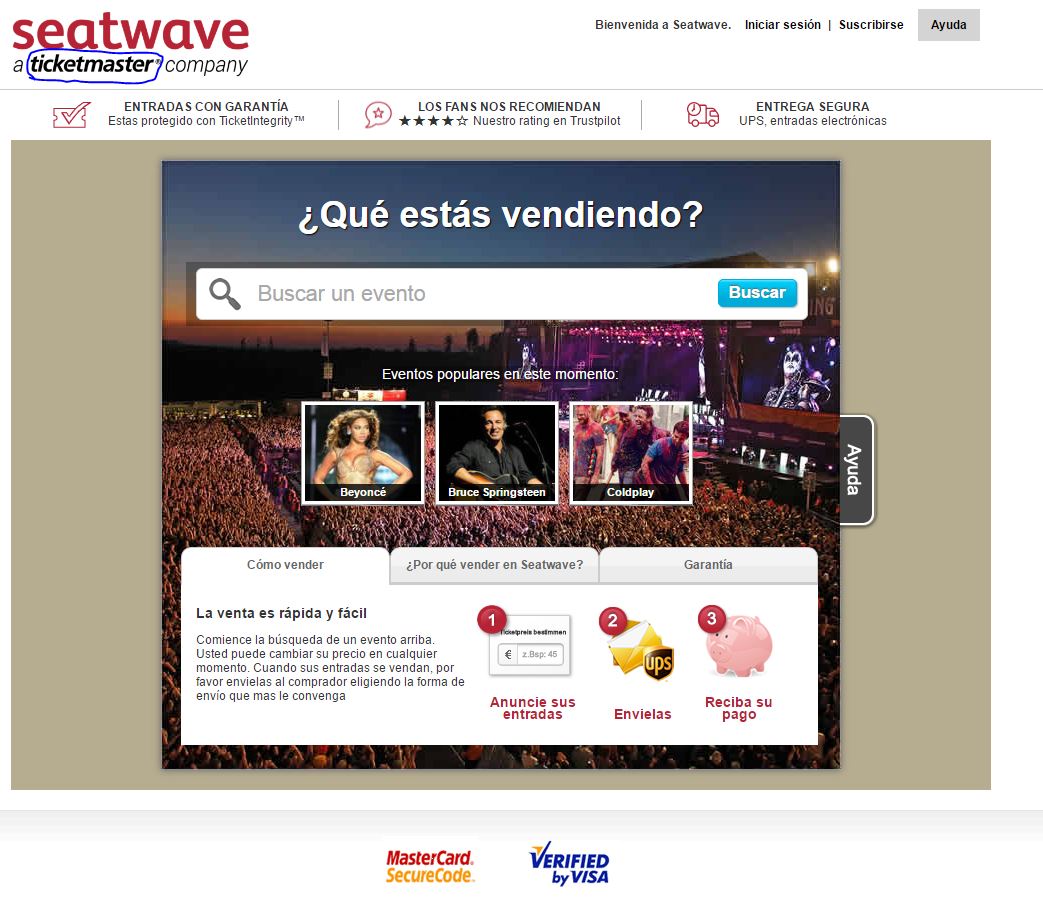 seatwave
a ticketmaster® company
Bienvenida a Seatwave. Iniciar sesión | Suscribirse Ayuda
ENTRADAS CON GARANTÍA
Estas protegido con TicketIntegrity™
LOS FANS NOS RECOMIENDAN
★★★★☆ Nuestro rating en Trustpilot
ENTREGA SEGURA
UPS, entradas electrónicas
¿Qué estás vendiendo?
Buscar un evento Buscar
Eventos populares en este momento:
Beyoncé Bruce Springsteen Coldplay
Ayuda
Cómo vender ¿Por qué vender en Seatwave? Garantía
La venta es rápida y fácil
Comience la búsqueda de un evento arriba.
Usted puede cambiar su precio en cualquier
momento. Cuando sus entradas se vendan, por
favor envielas al comprador eligiendo la forma de
envío que mas le convenga
1
Ticketpreis bestimmen
€ z.Bsp: 45
Anuncie sus
entradas
2
ups
Envielas
3
Reciba su
pago
MasterCard.
SecureCode.
VERIFIED
by VISA